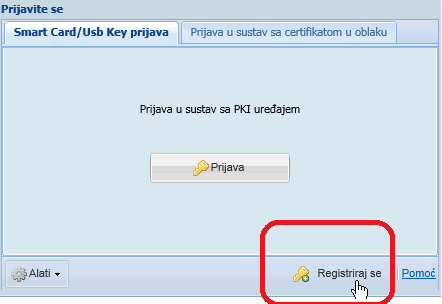 Prijavite se
Smart Card/Usb Key prijava
Prijava u sustav sa certifikatom u oblaku
Prijava u sustav sa PKI uređajem
Prijava
Alati
Registriraj se
Pomoć